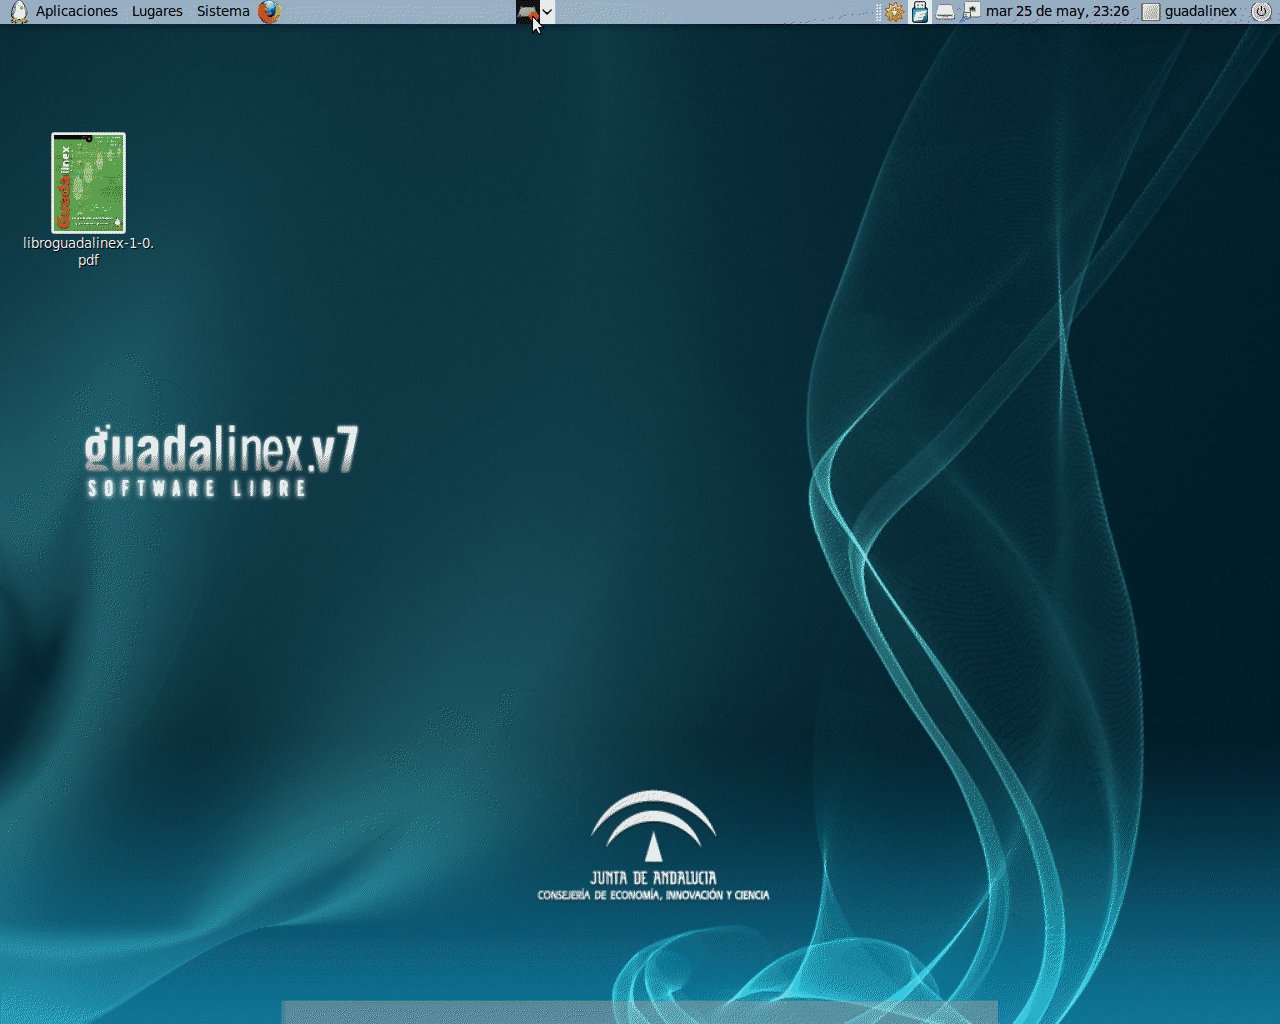 Aplicaciones Lugares Sistema
mar 25 de may, 23:26
guadalinex
Guadalinex
libroguadalinex-1-0.
pdf
guadalinex.v7
SOFTWARE LIBRE
JUNTA DE ANDALUCIA
CONSEJERÍA DE ECONOMÍA, INNOVACIÓN Y CIENCIA